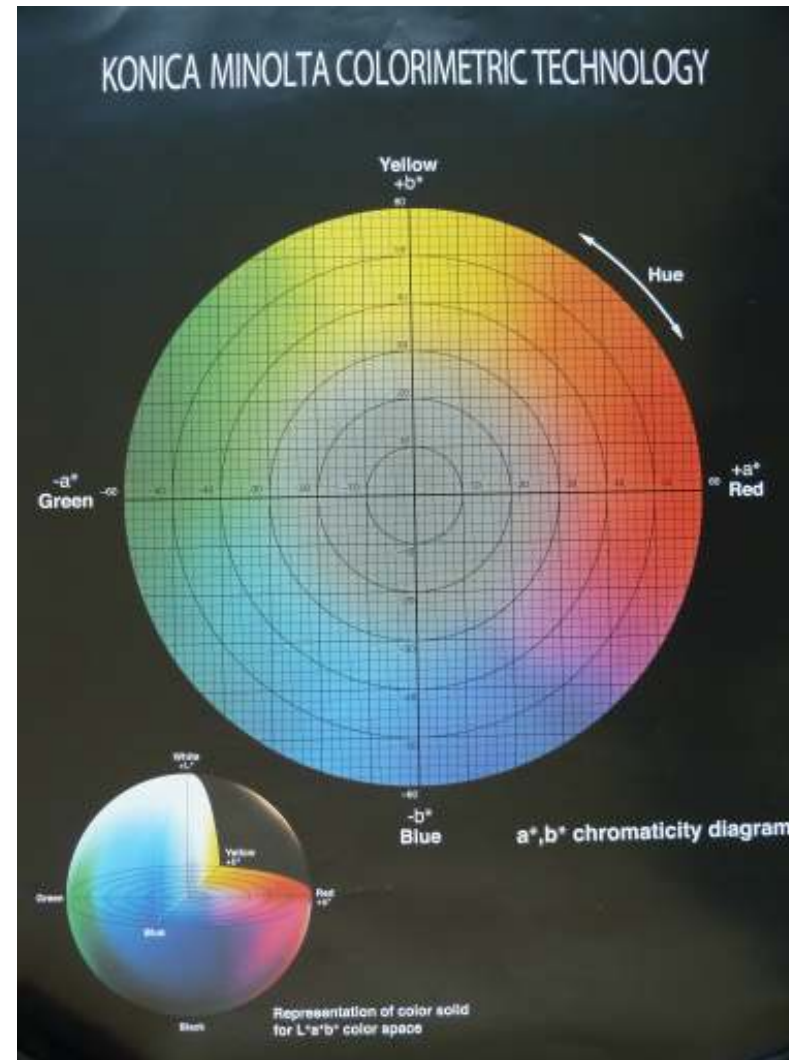 KONICA MINOLTA COLORIMETRIC TECHNOLOGY
Yellow
+b*
60
Hue
-a*
Green
-60
60
+a*
Red
-60
-b*
Blue
a*,b* chromaticity diagram
White
+L*
Yellow
+b*
Green
Red
+a*
Blue
Black
Representation of color solid
for L*a*b* color space